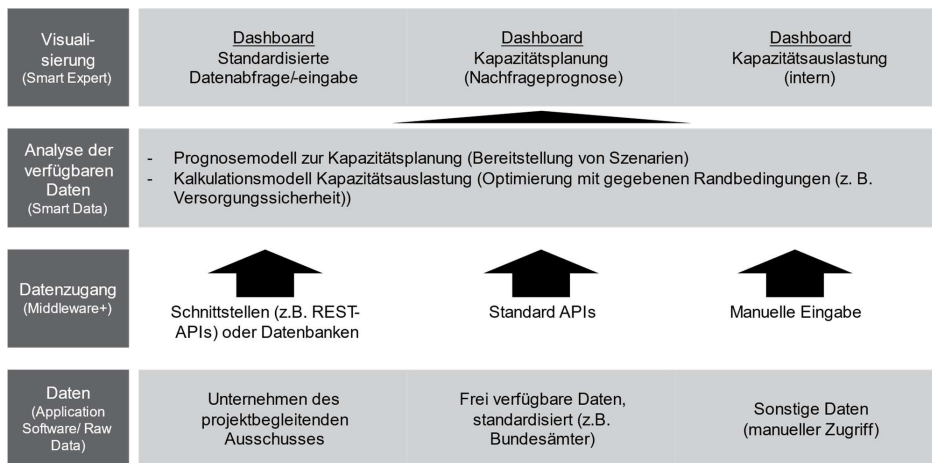 Visuali-
sierung
(Smart Expert)
Dashboard
Standardisierte
Datenabfrage/-eingabe
Dashboard
Kapazitätsplanung
(Nachfrageprognose)
Dashboard
Kapazitätsauslastung
(intern)
Analyse der
verfügbaren
Daten
(Smart Data)
- Prognosemodell zur Kapazitätsplanung (Bereitstellung von Szenarien)
- Kalkulationsmodell Kapazitätsauslastung (Optimierung mit gegebenen Randbedingungen (z. B.
Versorgungssicherheit))
Datenzugang
(Middleware+)
Schnittstellen (z.B. REST-
APIs) oder Datenbanken
Standard APIs
Manuelle Eingabe
Daten
(Application
Software/ Raw
Data)
Unternehmen des
projektbegleitenden
Ausschusses
Frei verfügbare Daten,
standardisiert (z.B.
Bundesämter)
Sonstige Daten
(manueller Zugriff)